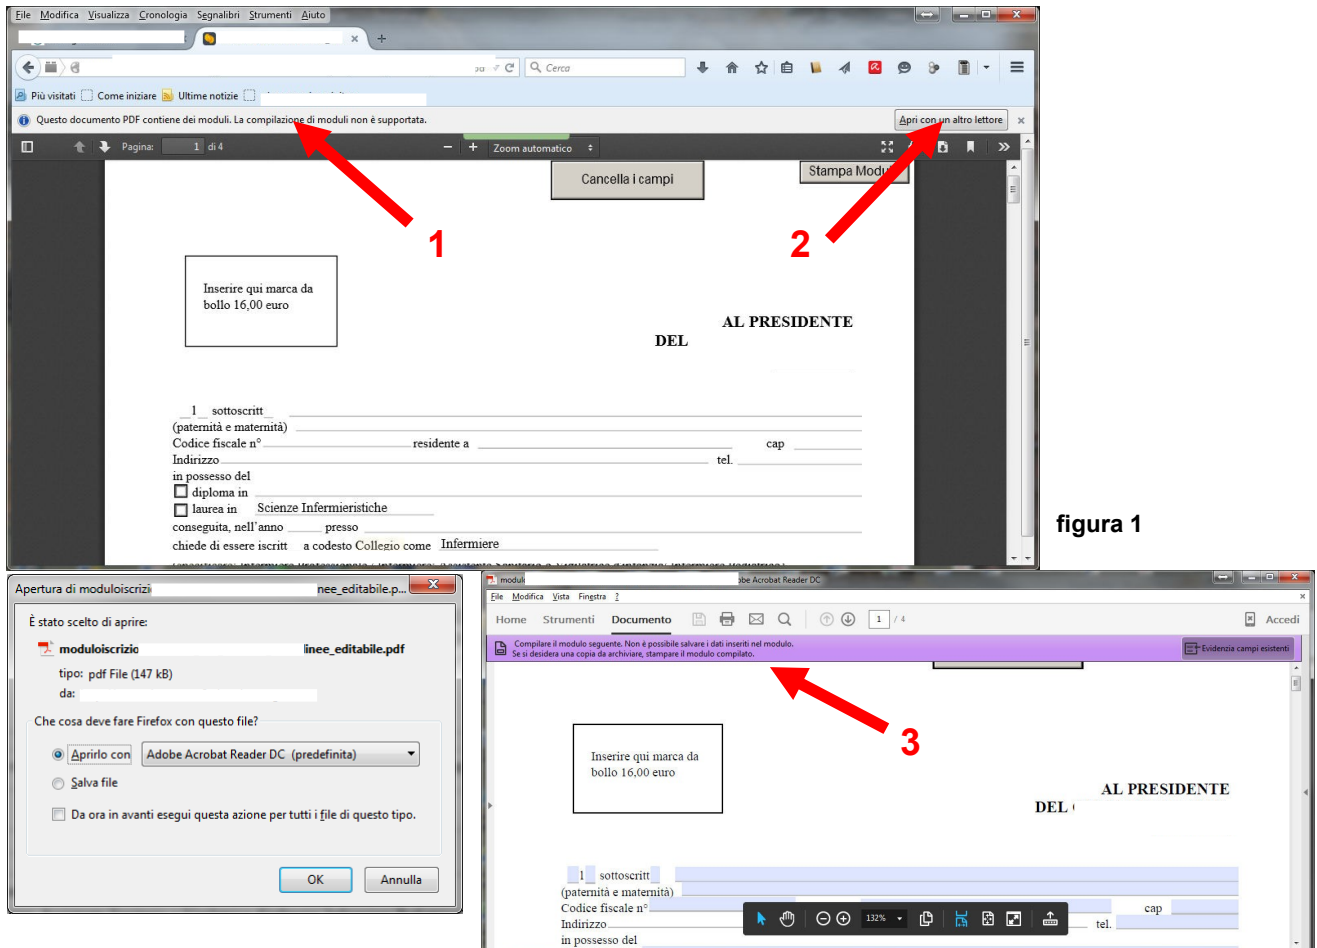 File Modifica Visualizza Cronologia Segnalibri Strumenti Aiuto
Cerca
Più visitati Come iniziare Ultime notizie
Questo documento PDF contiene dei moduli. La compilazione di moduli non è supportata.
Apri con un altro lettore
Pagina: 1 di 4
Zoom automatico
Cancella i campi
Stampa Modul
1
2
Inserire qui marca da
bollo 16,00 euro
AL PRESIDENTE
DEL
_l_ sottoscritt_
(paternità e maternità)
Codice fiscale n° residente a cap
Indirizzo tel.
in possesso del
diploma in
laurea in Scienze Infermieristiche
conseguita, nell'anno presso
chiede di essere iscritt a codesto Collegio come Infermiere
figura 1
Apertura di moduloiscrizi nee_editabile.p...
È stato scelto di aprire:
moduloiscrizio linee_editabile.pdf
tipo: pdf File (147 kB)
da:
Che cosa deve fare Firefox con questo file?
Aprirlo con Adobe Acrobat Reader DC (predefinita)
Salva file
Da ora in avanti esegui questa azione per tutti i file di questo tipo.
OK Annulla
modul be Acrobat Reader DC
File Modifica Vista Finestra ?
Home Strumenti Documento 1 / 4 Accedi
Compilare il modulo seguente. Non è possibile salvare i dati inseriti nel modulo.
Se si desidera una copia da archiviare, stampare il modulo compilato.
Evidenzia campi esistenti
3
Inserire qui marca da
bollo 16,00 euro
AL PRESIDENTE
DEL
_l_ sottoscritt_
(paternità e maternità)
Codice fiscale n° cap
Indirizzo tel.
in possesso del
132%